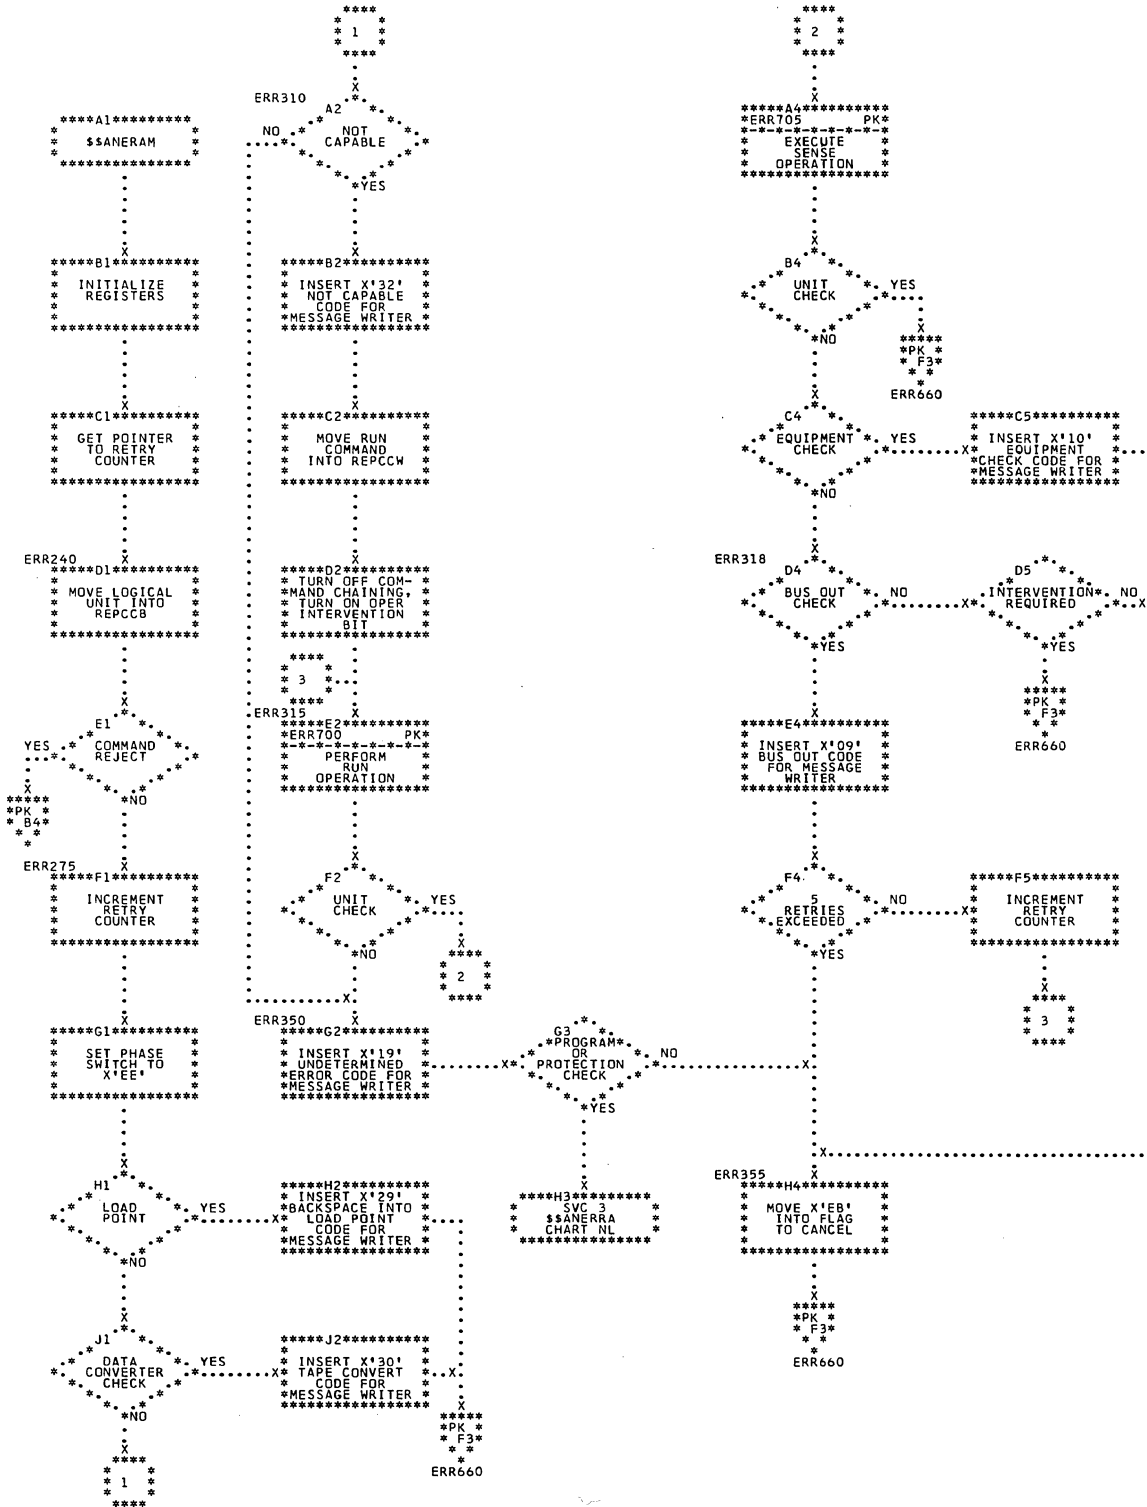 1
ERR310
A2
NOT
CAPABLE
NO
YES
A1
$$ANERAM
B1
INITIALIZE
REGISTERS
B2
INSERT X'32'
NOT CAPABLE
CODE FOR
MESSAGE WRITER
C1
GET POINTER
TO RETRY
COUNTER
C2
MOVE RUN
COMMAND
INTO REPCCW
ERR240
D1
MOVE LOGICAL
UNIT INTO
REPCCB
D2
TURN OFF COM-
MAND CHAINING,
TURN ON OPER
INTERVENTION
BIT
3
E1
COMMAND
REJECT
YES
NO
PK
B4
ERR315
E2
ERR700 PK
PERFORM
RUN
OPERATION
ERR275
F1
INCREMENT
RETRY
COUNTER
F2
UNIT
CHECK
YES
NO
2
G1
SET PHASE
SWITCH TO
X'EE'
ERR350
G2
INSERT X'19'
UNDETERMINED
ERROR CODE FOR
MESSAGE WRITER
G3
PROGRAM
OR
PROTECTION
CHECK
NO
YES
H1
LOAD
POINT
YES
NO
H2
INSERT X'29'
BACKSPACE INTO
LOAD POINT
CODE FOR
MESSAGE WRITER
H3
SVC 3
$$ANERRA
CHART NL
J1
DATA
CONVERTER
CHECK
YES
NO
J2
INSERT X'30'
TAPE CONVERT
CODE FOR
MESSAGE WRITER
PK
F3
ERR660
1
2
A4
ERR705 PK
EXECUTE
SENSE
OPERATION
B4
UNIT
CHECK
YES
NO
PK
F3
ERR660
C4
EQUIPMENT
CHECK
YES
NO
C5
INSERT X'10'
EQUIPMENT
CHECK CODE FOR
MESSAGE WRITER
ERR318
D4
BUS OUT
CHECK
NO
YES
D5
INTERVENTION
REQUIRED
NO
YES
PK
F3
ERR660
E4
INSERT X'09'
BUS OUT CODE
FOR MESSAGE
WRITER
F4
5
RETRIES
EXCEEDED
NO
YES
F5
INCREMENT
RETRY
COUNTER
3
ERR355
H4
MOVE X'EB'
INTO FLAG
TO CANCEL
PK
F3
ERR660